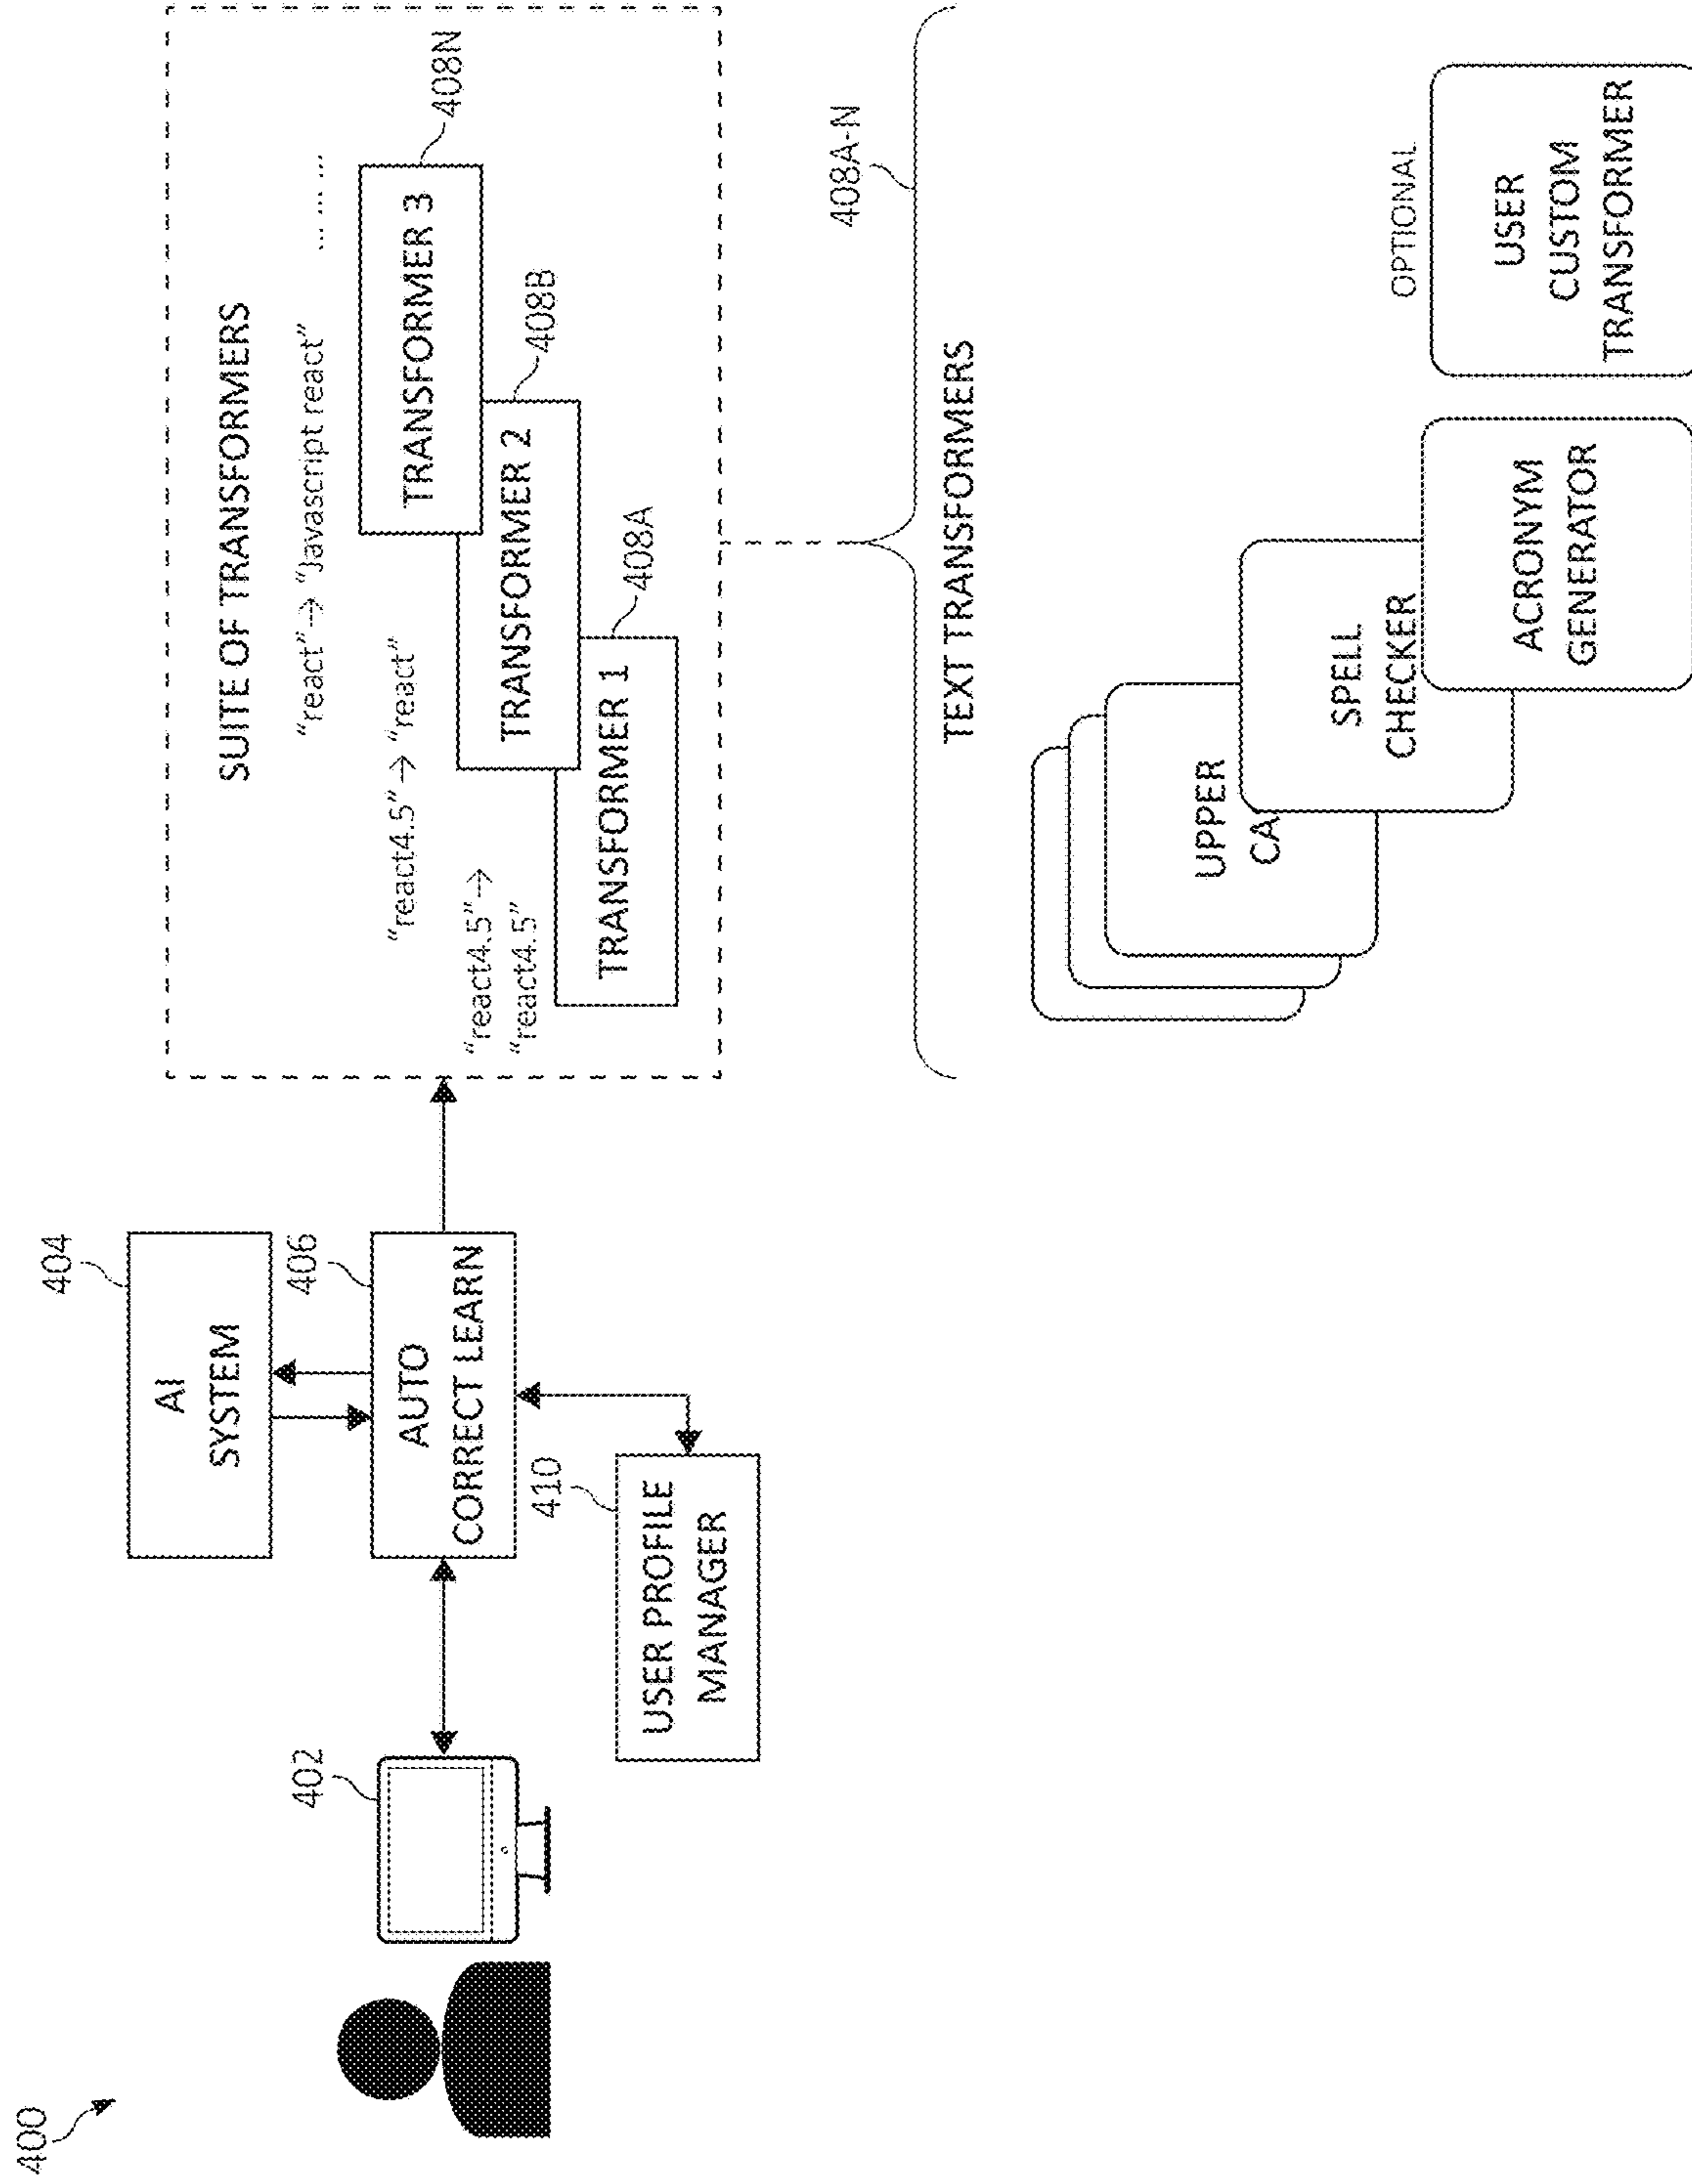 400
402
404
AI
SYSTEM
406
AUTO
CORRECT LEARN
410
USER PROFILE
MANAGER
SUITE OF TRANSFORMERS
"react"→ "Javascript react"
... ... ...
"react4.5"→ "react"
"react4.5"→
"react4.5"
TRANSFORMER 3
408N
TRANSFORMER 2
408B
TRANSFORMER 1
408A
408A-N
TEXT TRANSFORMERS
UPPER
CA
SPELL
CHECKER
ACRONYM
GENERATOR
OPTIONAL
USER
CUSTOM
TRANSFORMER